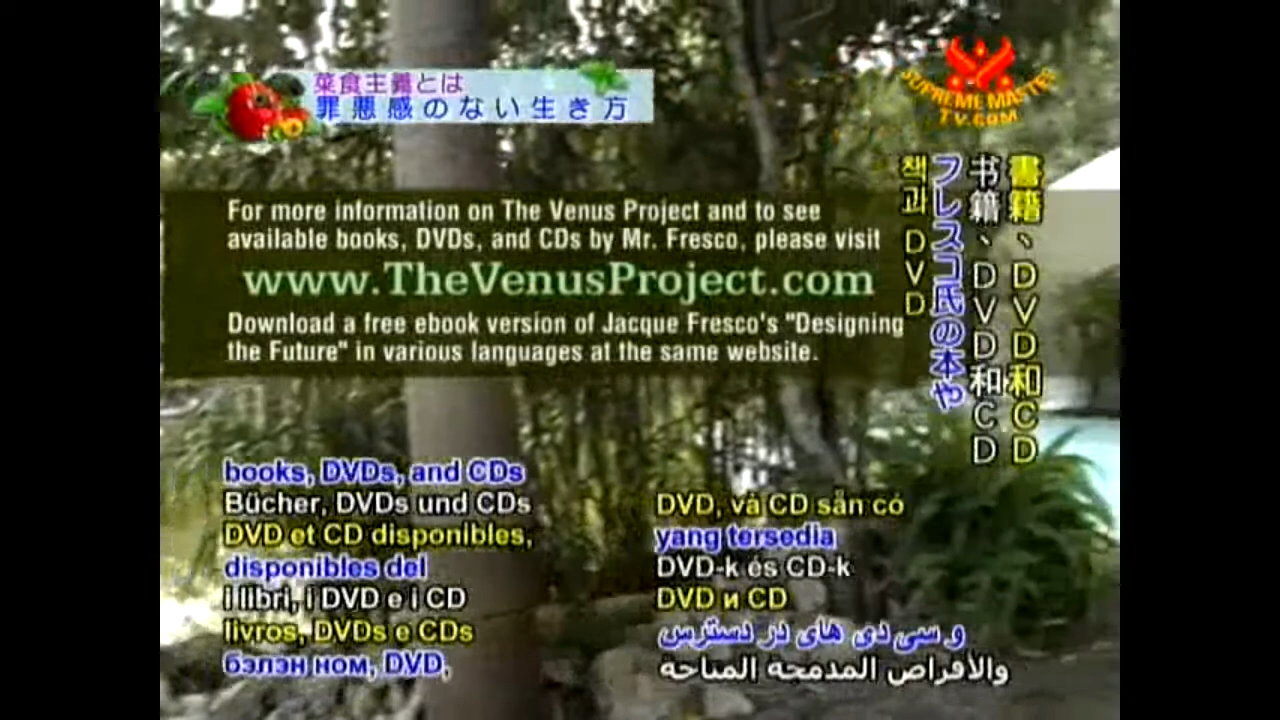 菜食主義とは
罪悪感のない生き方
SUPREME MASTER
TV.COM
For more information on The Venus Project and to see
available books, DVDs, and CDs by Mr. Fresco, please visit
www.TheVenusProject.com
Download a free ebook version of Jacque Fresco's "Designing
the Future" in various languages at the same website.
書籍、DVD和CD
书籍、DVD和CD
フレスコ氏の本や
책과 DVD
books, DVDs, and CDs
Bücher, DVDs und CDs
DVD et CD disponibles,
disponibles del
i libri, i DVD e i CD
livros, DVDs e CDs
бэлэн ном, DVD,
DVD, và CD sẵn có
yang tersedia
DVD-k és CD-k
DVD и CD
و سی دی های در دسترس
والأقراص المدمجة المتاحة